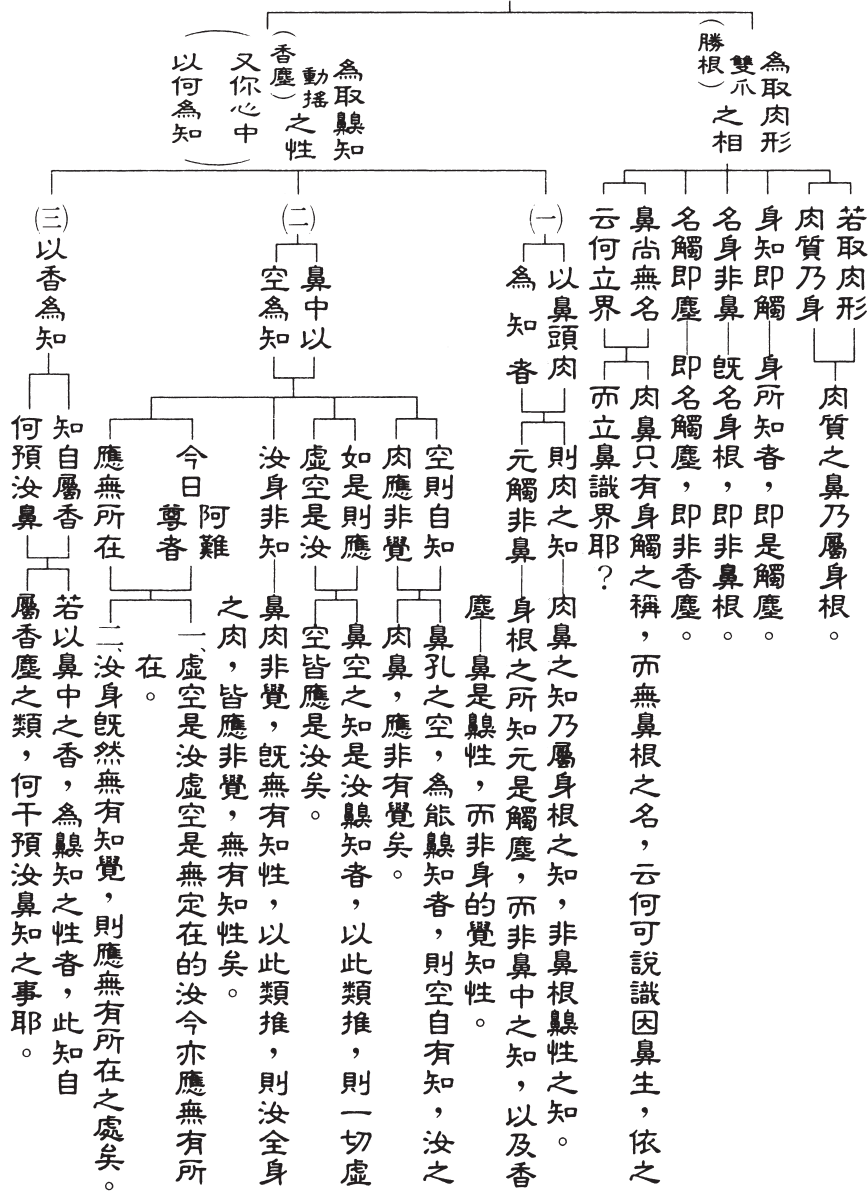 為取肉形
雙爪之相
（勝根）
若取肉形
肉質乃身
肉質之鼻乃屬身根。
身知即觸
身所知者，即是觸塵。
名身非鼻
既名身根，即非鼻根。
名觸即塵
即名觸塵，即非香塵。
鼻尚無名
云何立界
肉鼻只有身觸之稱，而無鼻根之名，云何可說識因鼻生，依之
而立鼻識界耶？
為取齅知
動搖之性
（香塵）
（又你心中
以何為知）
㈠
以鼻頭肉
為知者
則肉之知
肉鼻之知乃屬身根之知，非鼻根齅性之知。
元觸非鼻
身根之所知元是觸塵，而非鼻中之知，以及香
塵
鼻是齅性，而非身的覺知性。
㈡
鼻中以
空為知
空則自知
肉應非覺
鼻孔之空，為能齅知者，則空自有知，汝之
肉鼻，應非有覺矣。
如是則應
虛空是汝
鼻空之知是汝齅知者，以此類推，則一切虛
空皆應是汝矣。
汝身非知
鼻肉非覺，既無有知性，以此類推，則汝全身
之肉，皆應非覺，無有知性矣。
今日阿難
尊者
應無所在
一、虛空是汝虛空是無定在的汝今亦應無有所
在。
二、汝身既然無有知覺，則應無有所在之處矣。
㈢以香為知
知自屬香
何預汝鼻
若以鼻中之香，為齅知之性者，此知自
屬香塵之類，何干預汝鼻知之事耶。